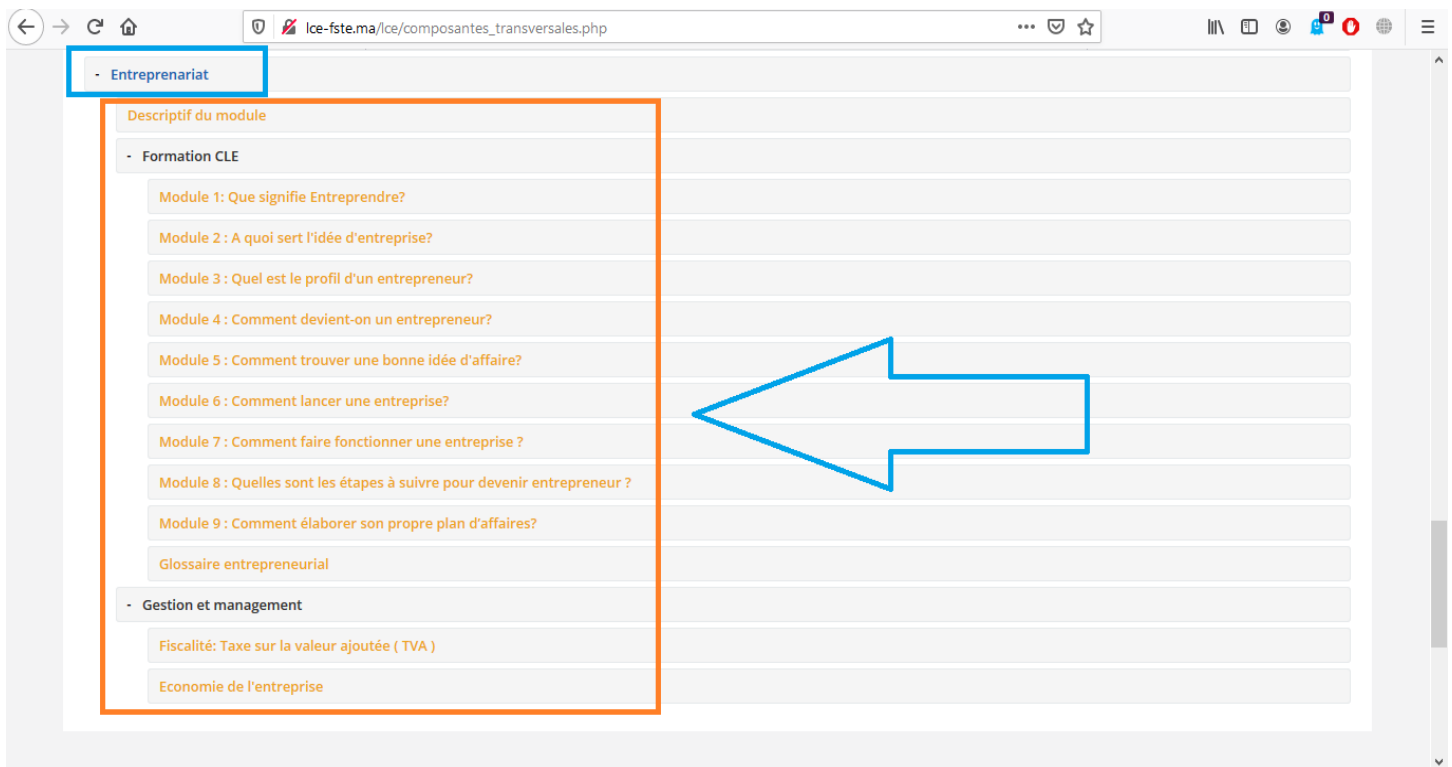 lce-fste.ma/lce/composantes_transversales.php
0
- Entreprenariat
Descriptif du module
- Formation CLE
Module 1: Que signifie Entreprendre?
Module 2 : A quoi sert l'idée d'entreprise?
Module 3 : Quel est le profil d'un entrepreneur?
Module 4 : Comment devient-on un entrepreneur?
Module 5 : Comment trouver une bonne idée d'affaire?
Module 6 : Comment lancer une entreprise?
Module 7 : Comment faire fonctionner une entreprise ?
Module 8 : Quelles sont les étapes à suivre pour devenir entrepreneur ?
Module 9 : Comment élaborer son propre plan d'affaires?
Glossaire entrepreneurial
- Gestion et management
Fiscalité: Taxe sur la valeur ajoutée ( TVA )
Economie de l'entreprise